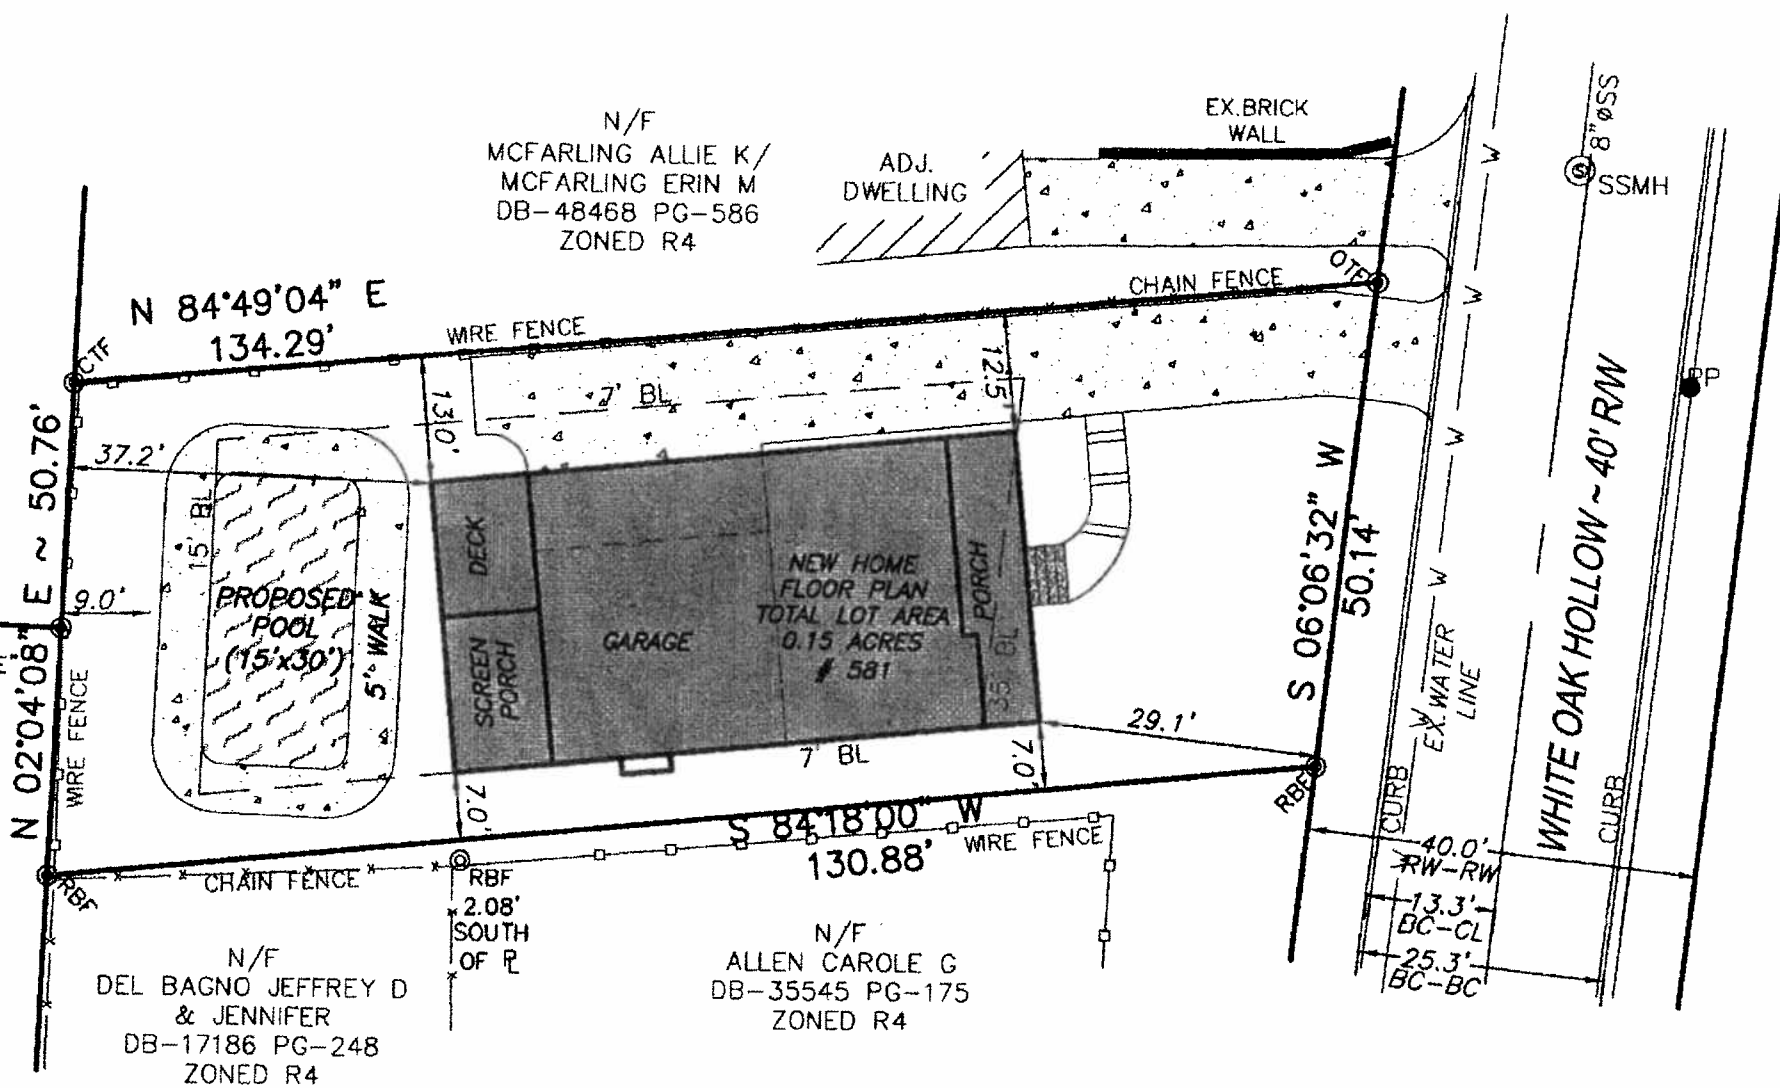 N/F
MCFARLING ALLIE K/
MCFARLING ERIN M
DB-48468 PG-586
ZONED R4
ADJ.
DWELLING
EX.BRICK
WALL
8"øSS
SSMH
W
W
W
W
W
W
N 84°49'04" E
134.29'
CTF
WIRE FENCE
CHAIN FENCE
OTF
PP
7' BL
13.0'
12.5'
37.2'
9.0'
N 02°04'08" E ~ 50.76'
WIRE FENCE
15' BL
PROPOSED
POOL
(15'x30')
5' WALK
DECK
SCREEN
PORCH
GARAGE
NEW HOME
FLOOR PLAN
TOTAL LOT AREA
0.15 ACRES
# 581
PORCH
35' BL
S 06°06'32" W
50.14'
EX.WATER
LINE
WHITE OAK HOLLOW ~ 40' R/W
CURB
CURB
29.1'
7' BL
7.0'
7.0'
RBF
S 84°18'00" W
130.88'
WIRE FENCE
CHAIN FENCE
RBF
RBF
2.08'
SOUTH
OF PL
40.0'
RW-RW
13.3'
BC-CL
25.3'
BC-BC
N/F
DEL BAGNO JEFFREY D
& JENNIFER
DB-17186 PG-248
ZONED R4
N/F
ALLEN CAROLE G
DB-35545 PG-175
ZONED R4